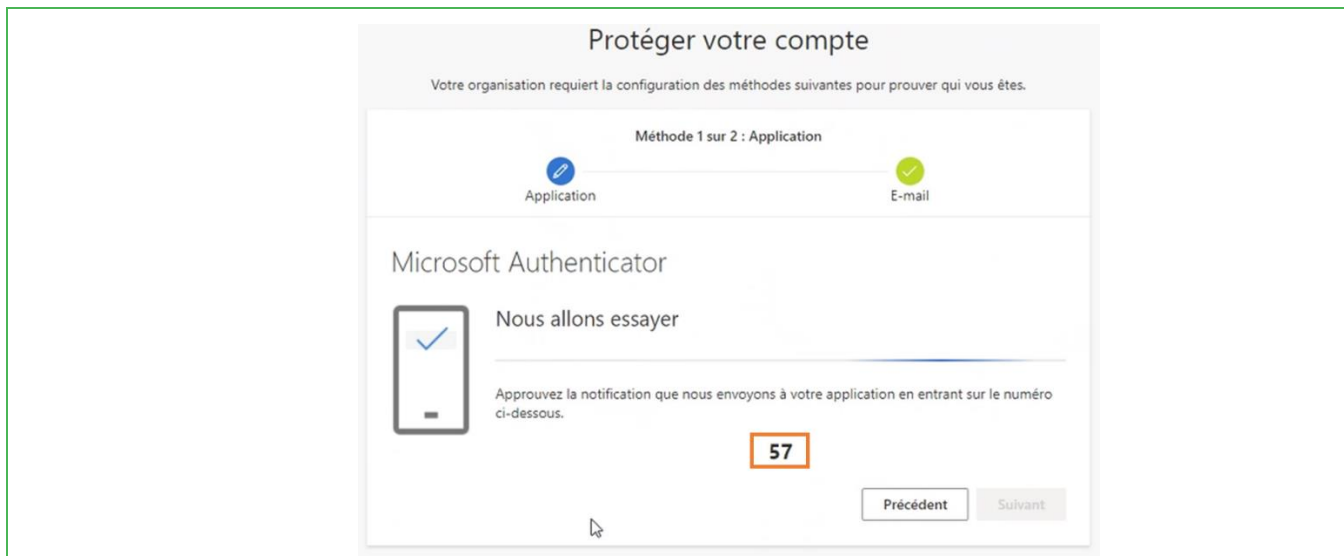 Protéger votre compte
Votre organisation requiert la configuration des méthodes suivantes pour prouver qui vous êtes.
Méthode 1 sur 2 : Application
Application
E-mail
Microsoft Authenticator
Nous allons essayer
Approuvez la notification que nous envoyons à votre application en entrant sur le numéro
ci-dessous.
57
Précédent
Suivant